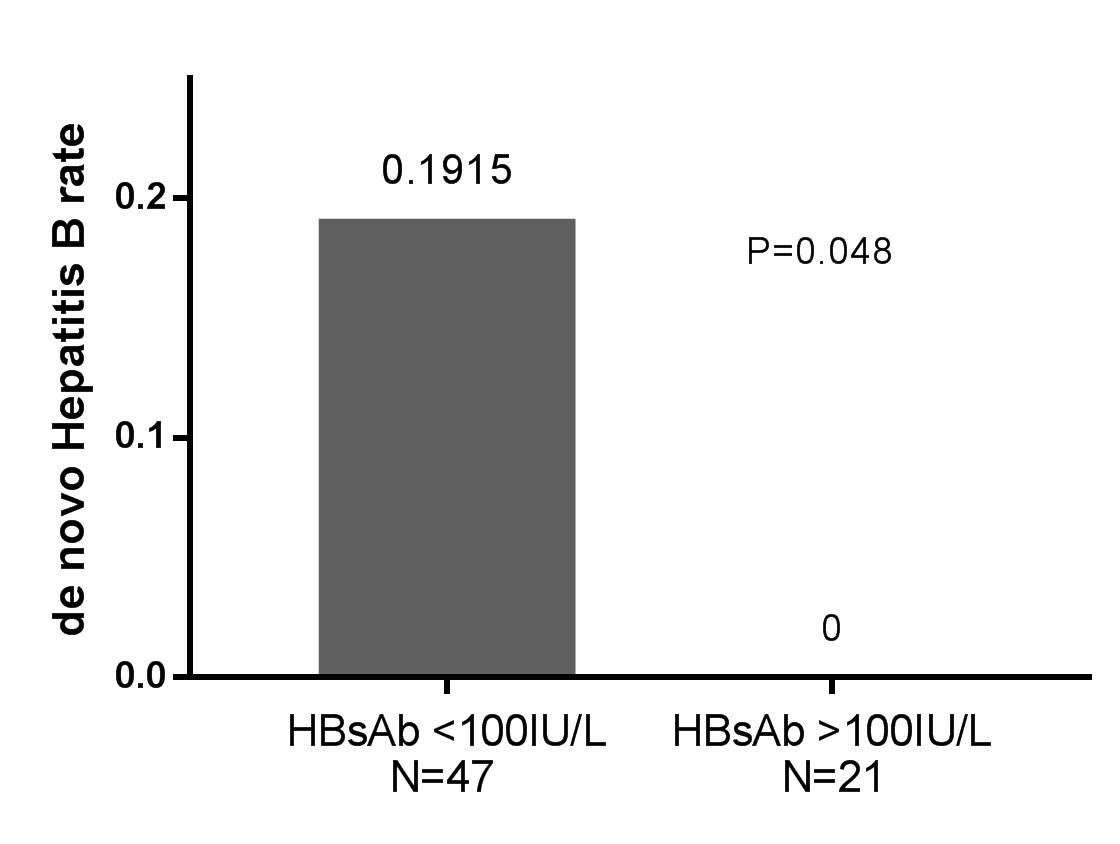 de novo Hepatitis B rate
0.2
0.1
0.0
0.1915
P=0.048
0
HBsAb <100IU/L
N=47
HBsAb >100IU/L
N=21